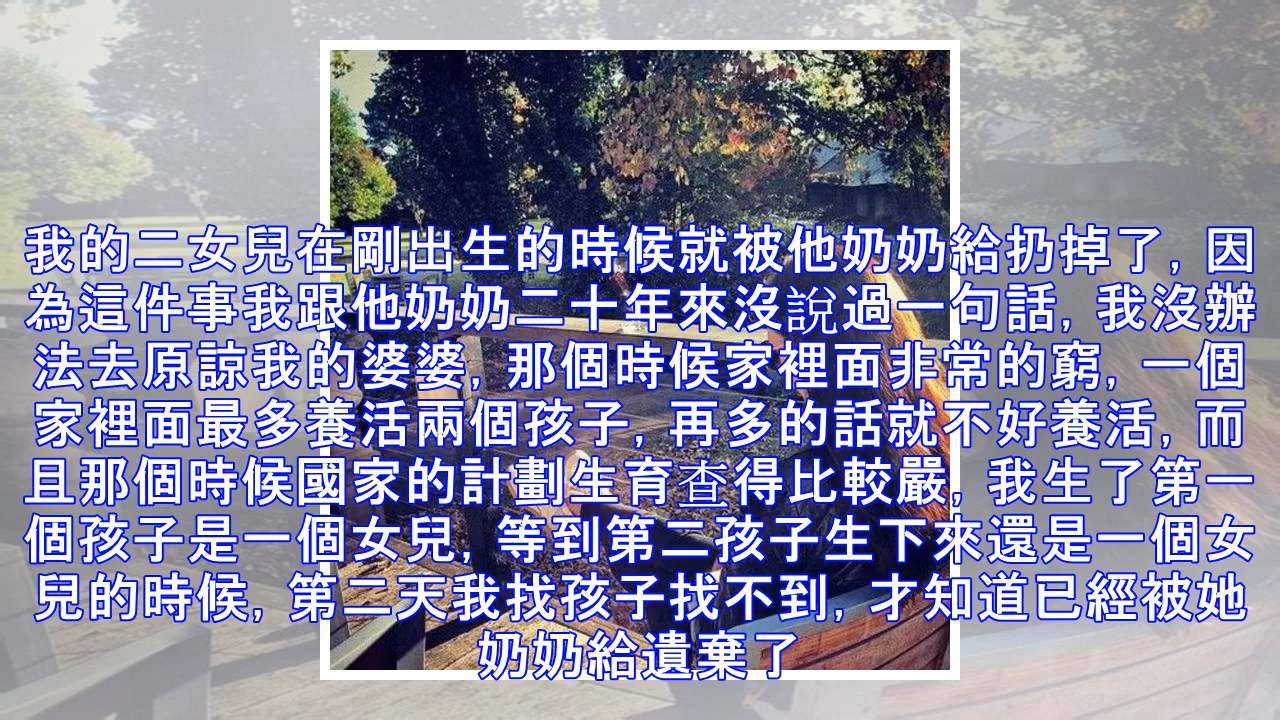 我的二女兒在剛出生的時候就被他奶奶給扔掉了, 因
為這件事我跟他奶奶二十年來沒說過一句話, 我沒辦
法去原諒我的婆婆, 那個時候家裡面非常的窮, 一個
家裡面最多養活兩個孩子, 再多的話就不好養活, 而
且那個時候國家的計劃生育查得比較嚴, 我生了第一
個孩子是一個女兒, 等到第二孩子生下來還是一個女
兒的時候, 第二天我找孩子找不到, 才知道已經被她
奶奶給遺棄了